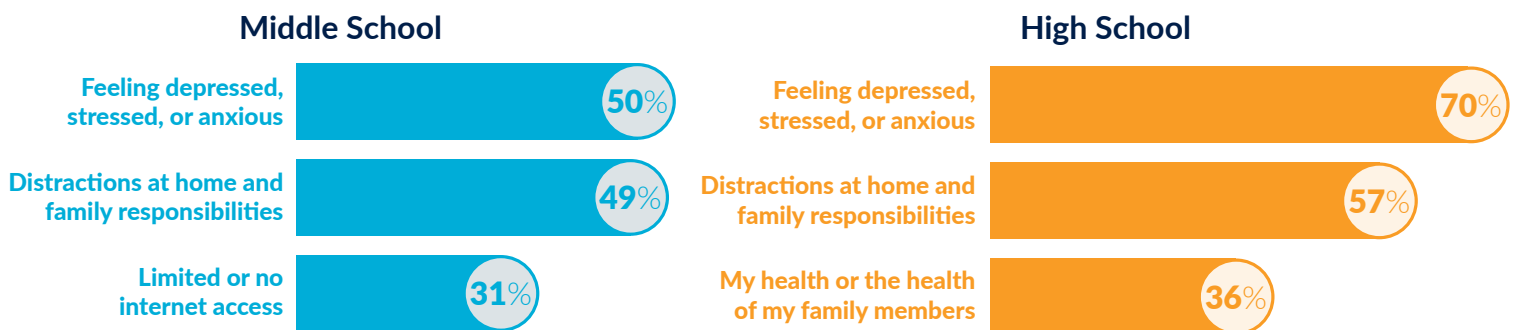 Middle School
Feeling depressed,
stressed, or anxious
50%
Distractions at home and
family responsibilities
49%
Limited or no
internet access
31%
High School
Feeling depressed,
stressed, or anxious
70%
Distractions at home and
family responsibilities
57%
My health or the health
of my family members
36%